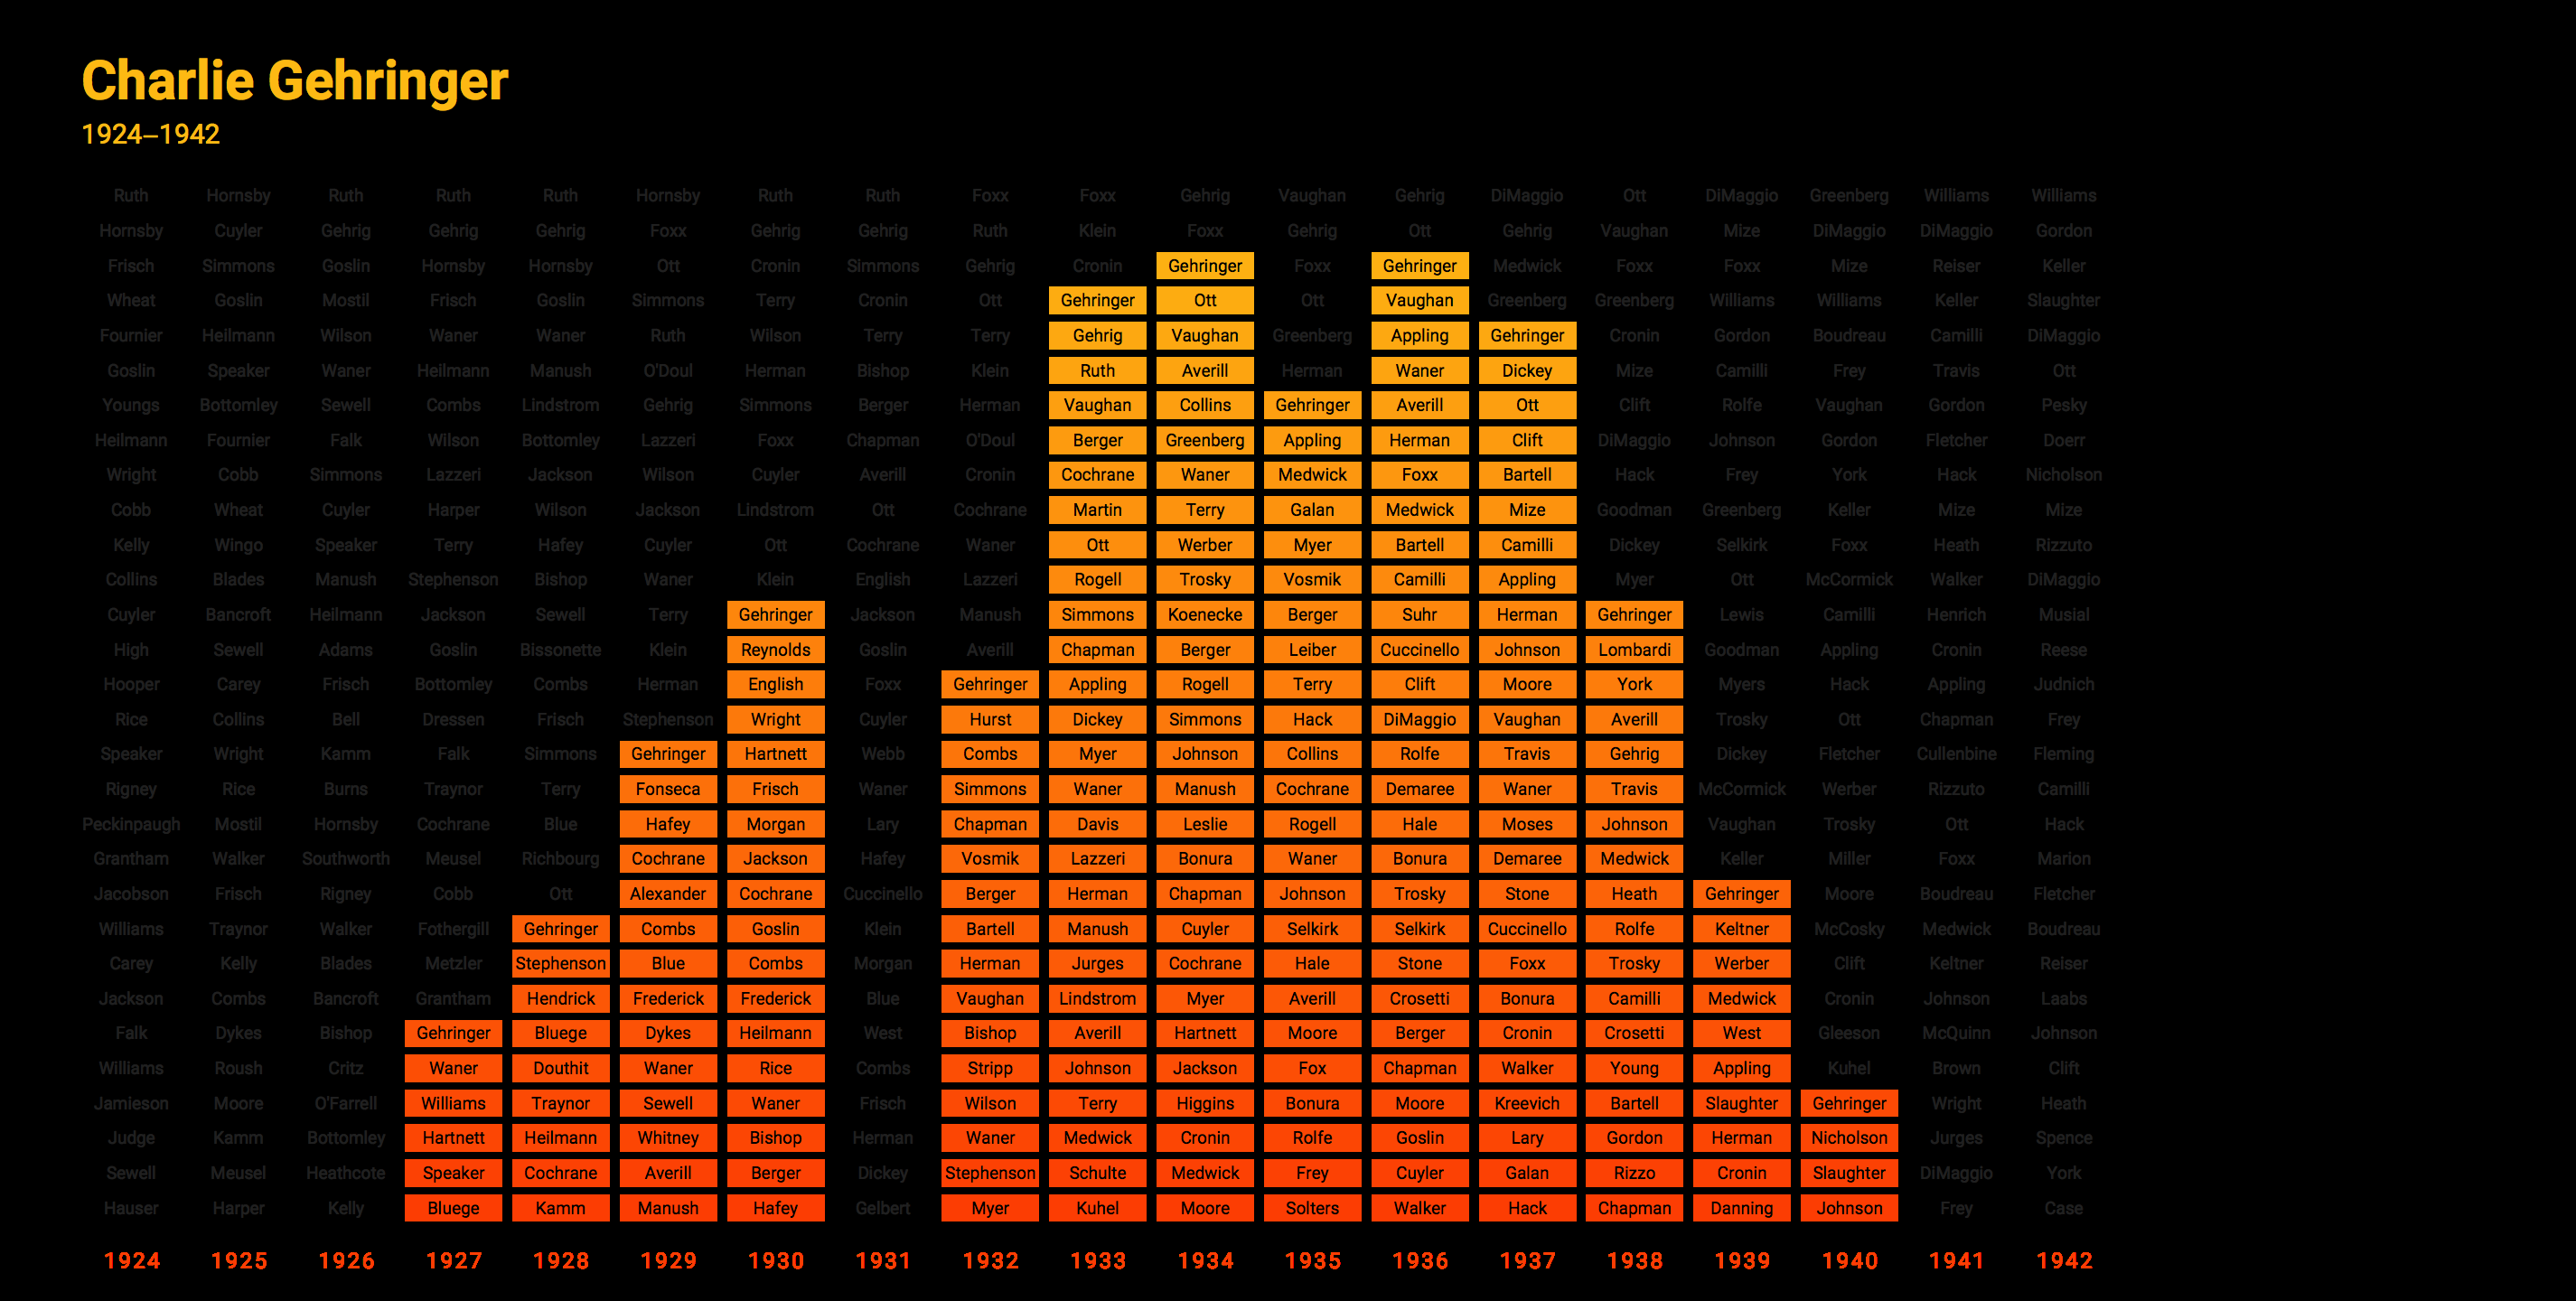 Charlie Gehringer
1924–1942
Ruth Hornsby Ruth Ruth Ruth Hornsby Ruth Ruth Foxx Foxx Gehrig Vaughan Gehrig DiMaggio Ott DiMaggio Greenberg Williams Williams
Hornsby Cuyler Gehrig Gehrig Gehrig Foxx Gehrig Gehrig Ruth Klein Foxx Gehrig Ott Gehrig Vaughan Mize DiMaggio DiMaggio Gordon
Frisch Simmons Goslin Hornsby Hornsby Ott Cronin Simmons Gehrig Cronin Gehringer Foxx Gehringer Medwick Foxx Foxx Mize Reiser Keller
Wheat Goslin Mostil Frisch Goslin Simmons Terry Cronin Ott Gehringer Ott Ott Vaughan Greenberg Greenberg Williams Williams Keller Slaughter
Fournier Heilmann Wilson Waner Waner Ruth Wilson Terry Terry Gehrig Vaughan Greenberg Appling Gehringer Cronin Gordon Boudreau Camilli DiMaggio
Goslin Speaker Waner Heilmann Manush O'Doul Herman Bishop Klein Ruth Averill Herman Waner Dickey Mize Camilli Frey Travis Ott
Youngs Bottomley Sewell Combs Lindstrom Gehrig Simmons Berger Herman Vaughan Collins Gehringer Averill Ott Clift Rolfe Vaughan Gordon Pesky
Heilmann Fournier Falk Wilson Bottomley Lazzeri Foxx Chapman O'Doul Berger Greenberg Appling Herman Clift DiMaggio Johnson Gordon Fletcher Doerr
Wright Cobb Simmons Lazzeri Jackson Wilson Cuyler Averill Cronin Cochrane Waner Medwick Foxx Bartell Hack Frey York Hack Nicholson
Cobb Wheat Cuyler Harper Wilson Jackson Lindstrom Ott Cochrane Martin Terry Galan Medwick Mize Goodman Greenberg Keller Mize Mize
Kelly Wingo Speaker Terry Hafey Cuyler Ott Cochrane Waner Ott Werber Myer Bartell Camilli Dickey Selkirk Foxx Heath Rizzuto
Collins Blades Manush Stephenson Bishop Waner Klein English Lazzeri Rogell Trosky Vosmik Camilli Appling Myer Ott McCormick Walker DiMaggio
Cuyler Bancroft Heilmann Jackson Sewell Terry Gehringer Jackson Manush Simmons Koenecke Berger Suhr Herman Gehringer Lewis Camilli Henrich Musial
High Sewell Adams Goslin Bissonette Klein Reynolds Goslin Averill Chapman Berger Leiber Cuccinello Johnson Lombardi Goodman Appling Cronin Reese
Hooper Carey Frisch Bottomley Combs Herman English Foxx Gehringer Appling Rogell Terry Clift Moore York Myers Hack Appling Judnich
Rice Collins Bell Dressen Frisch Stephenson Wright Cuyler Hurst Dickey Simmons Hack DiMaggio Vaughan Averill Trosky Ott Chapman Frey
Speaker Wright Kamm Falk Simmons Gehringer Hartnett Webb Combs Myer Johnson Collins Rolfe Travis Gehrig Dickey Fletcher Cullenbine Fleming
Rigney Rice Burns Traynor Terry Fonseca Frisch Waner Simmons Waner Manush Cochrane Demaree Waner Travis McCormick Werber Rizzuto Camilli
Peckinpaugh Mostil Hornsby Cochrane Blue Hafey Morgan Lary Chapman Davis Leslie Rogell Hale Moses Johnson Vaughan Trosky Ott Hack
Grantham Walker Southworth Meusel Richbourg Cochrane Jackson Hafey Vosmik Lazzeri Bonura Waner Bonura Demaree Medwick Keller Miller Foxx Marion
Jacobson Frisch Rigney Cobb Ott Alexander Cochrane Cuccinello Berger Herman Chapman Johnson Trosky Stone Heath Gehringer Moore Boudreau Fletcher
Williams Traynor Walker Fothergill Gehringer Combs Goslin Klein Bartell Manush Cuyler Selkirk Selkirk Cuccinello Rolfe Keltner McCosky Medwick Boudreau
Carey Kelly Blades Metzler Stephenson Blue Combs Morgan Herman Jurges Cochrane Hale Stone Foxx Trosky Werber Clift Keltner Reiser
Jackson Combs Bancroft Grantham Hendrick Frederick Frederick Blue Vaughan Lindstrom Myer Averill Crosetti Bonura Camilli Medwick Cronin Johnson Laabs
Falk Dykes Bishop Gehringer Bluege Dykes Heilmann West Bishop Averill Hartnett Moore Berger Cronin Crosetti West Gleeson McQuinn Johnson
Williams Roush Critz Waner Douthit Waner Rice Combs Stripp Johnson Jackson Fox Chapman Walker Young Appling Kuhel Brown Clift
Jamieson Moore O'Farrell Williams Traynor Sewell Waner Frisch Wilson Terry Higgins Bonura Moore Kreevich Bartell Slaughter Gehringer Wright Heath
Judge Kamm Bottomley Hartnett Heilmann Whitney Bishop Herman Waner Medwick Cronin Rolfe Goslin Lary Gordon Herman Nicholson Jurges Spence
Sewell Meusel Heathcote Speaker Cochrane Averill Berger Dickey Stephenson Schulte Medwick Frey Cuyler Galan Rizzo Cronin Slaughter DiMaggio York
Hauser Harper Kelly Bluege Kamm Manush Hafey Gelbert Myer Kuhel Moore Solters Walker Hack Chapman Danning Johnson Frey Case
1924 1925 1926 1927 1928 1929 1930 1931 1932 1933 1934 1935 1936 1937 1938 1939 1940 1941 1942